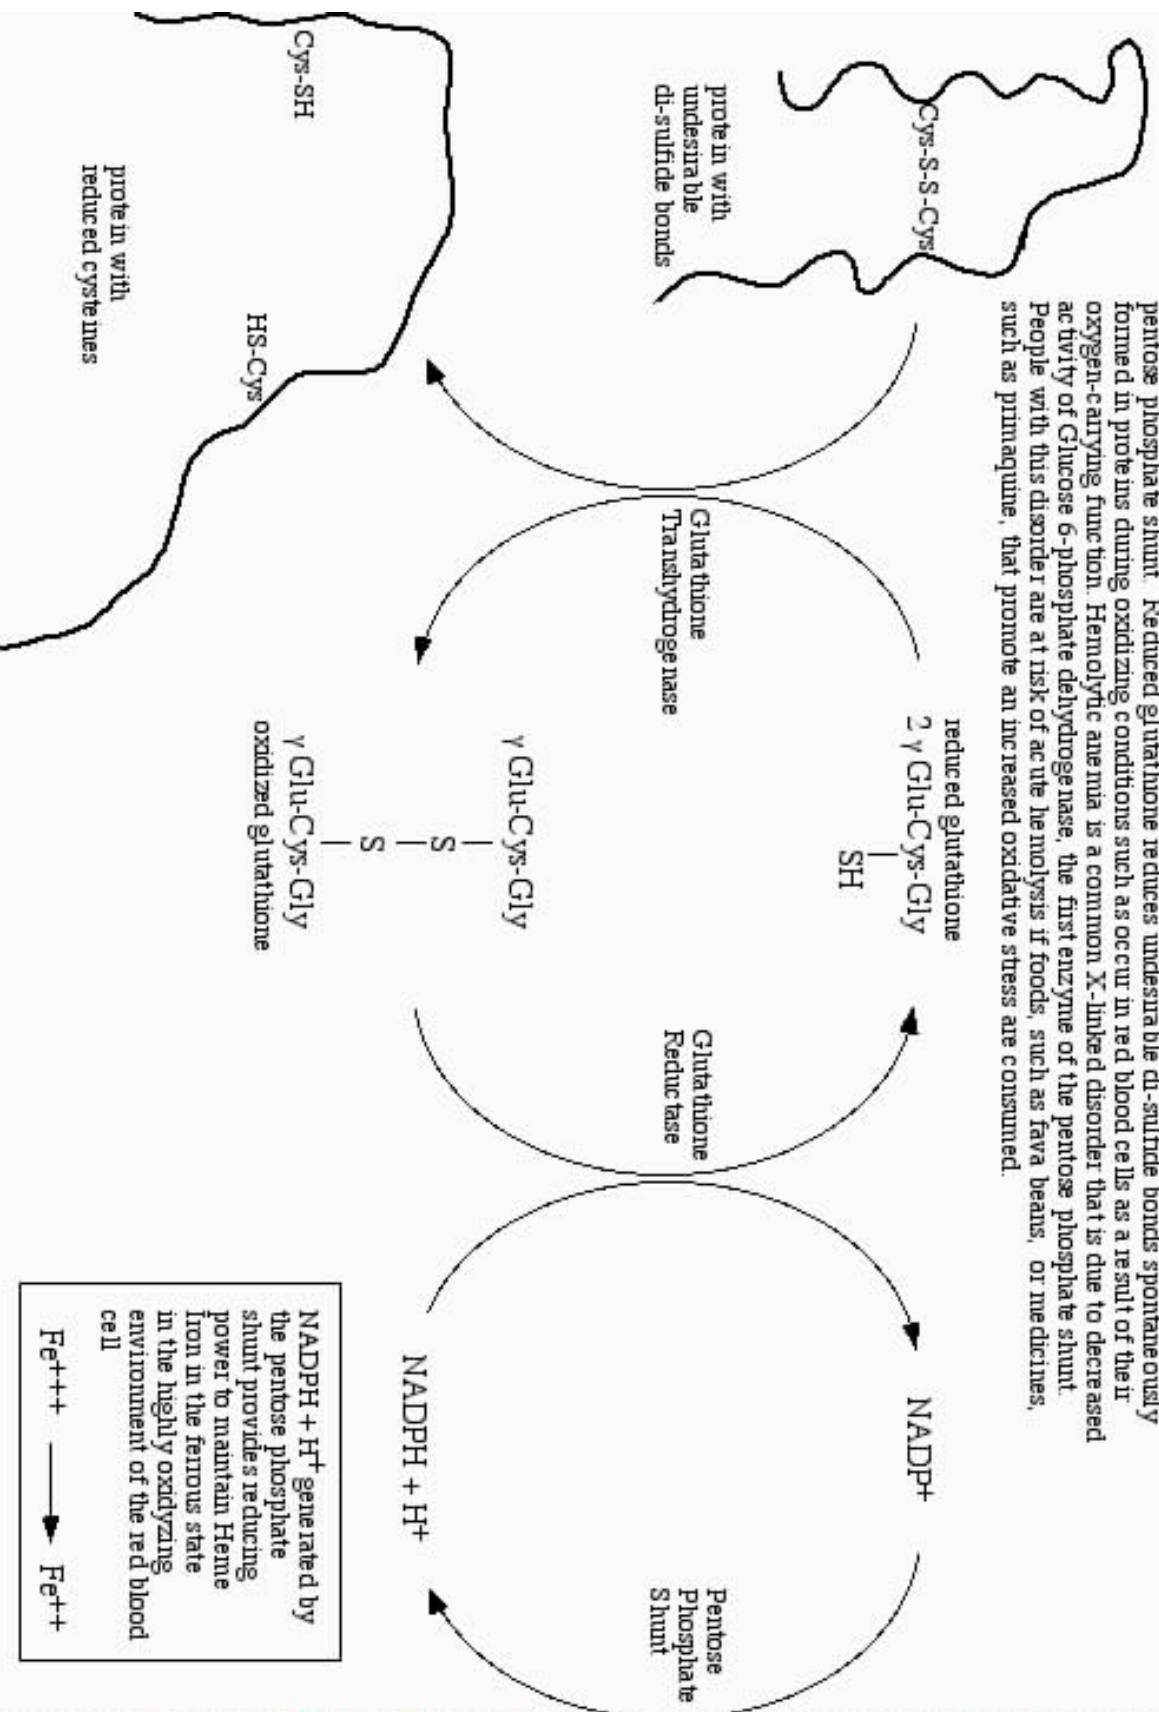 pentose phosphate shunt. Reduced glutathione reduces undesirable di-sulfide bonds spontaneously
formed in proteins during oxidizing conditions such as occur in red blood cells as a result of their
oxygen-carrying function. Hemolytic anemia is a common X-linked disorder that is due to decreased
activity of Glucose 6-phosphate dehydrogenase, the first enzyme of the pentose phosphate shunt.
People with this disorder are at risk of acute hemolysis if foods, such as fava beans, or medicines,
such as primaquine, that promote an increased oxidative stress are consumed.
Cys-S-S-Cys
protein with
undesirable
di-sulfide bonds
reduced glutathione
2 γ Glu-Cys-Gly
SH
NADP+
Glutathione
Transhydrogenase
Glutathione
Reductase
Pentose
Phosphate
Shunt
Cys-SH
HS-Cys
protein with
reduced cysteines
γ Glu-Cys-Gly
S
S
γ Glu-Cys-Gly
oxidized glutathione
NADPH + H+
NADPH + H+ generated by
the pentose phosphate
shunt provides reducing
power to maintain Heme
Iron in the ferrous state
in the highly oxidyzing
environment of the red blood
cell
Fe+++ Fe++